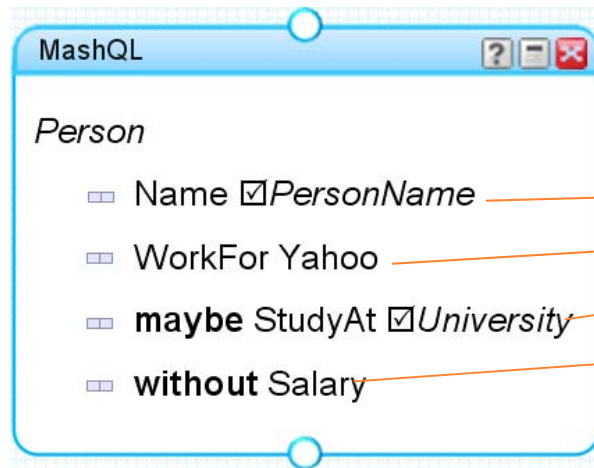 MashQL
Person
Name ☑PersonName
WorkFor Yahoo
maybe StudyAt ☑University
without Salary